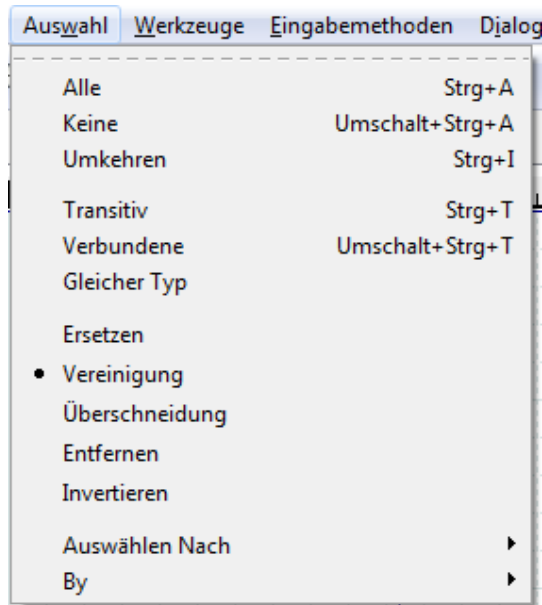 Auswahl Werkzeuge Eingabemethoden Dialog
Alle Strg+A
Keine Umschalt+Strg+A
Umkehren Strg+I
Transitiv Strg+T
Verbundene Umschalt+Strg+T
Gleicher Typ
Ersetzen
Vereinigung
Überschneidung
Entfernen
Invertieren
Auswählen Nach
By